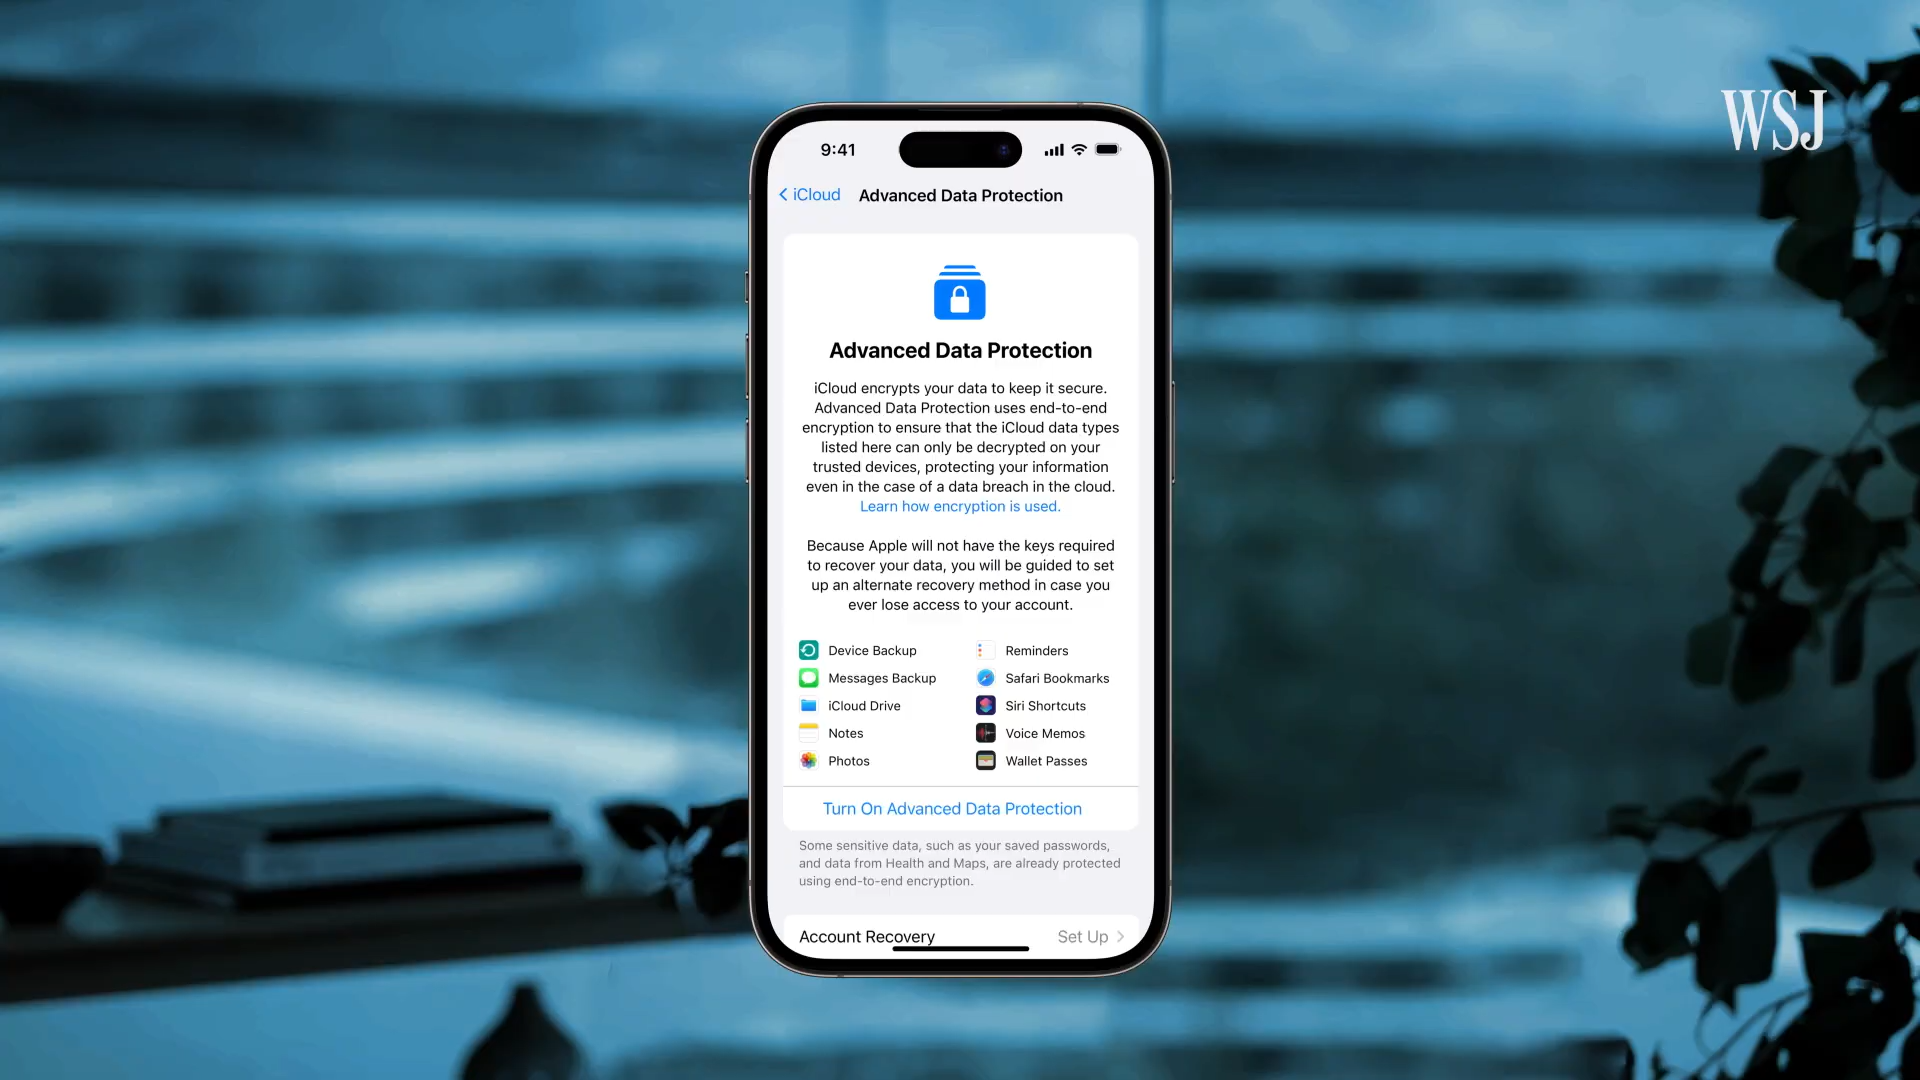 WSJ
9:41
iCloud Advanced Data Protection
Advanced Data Protection
iCloud encrypts your data to keep it secure.
Advanced Data Protection uses end-to-end
encryption to ensure that the iCloud data types
listed here can only be decrypted on your
trusted devices, protecting your information
even in the case of a data breach in the cloud.
Learn how encryption is used.
Because Apple will not have the keys required
to recover your data, you will be guided to set
up an alternate recovery method in case you
ever lose access to your account.
Device Backup
Messages Backup
iCloud Drive
Notes
Photos
Reminders
Safari Bookmarks
Siri Shortcuts
Voice Memos
Wallet Passes
Turn On Advanced Data Protection
Some sensitive data, such as your saved passwords,
and data from Health and Maps, are already protected
using end-to-end encryption.
Account Recovery Set Up